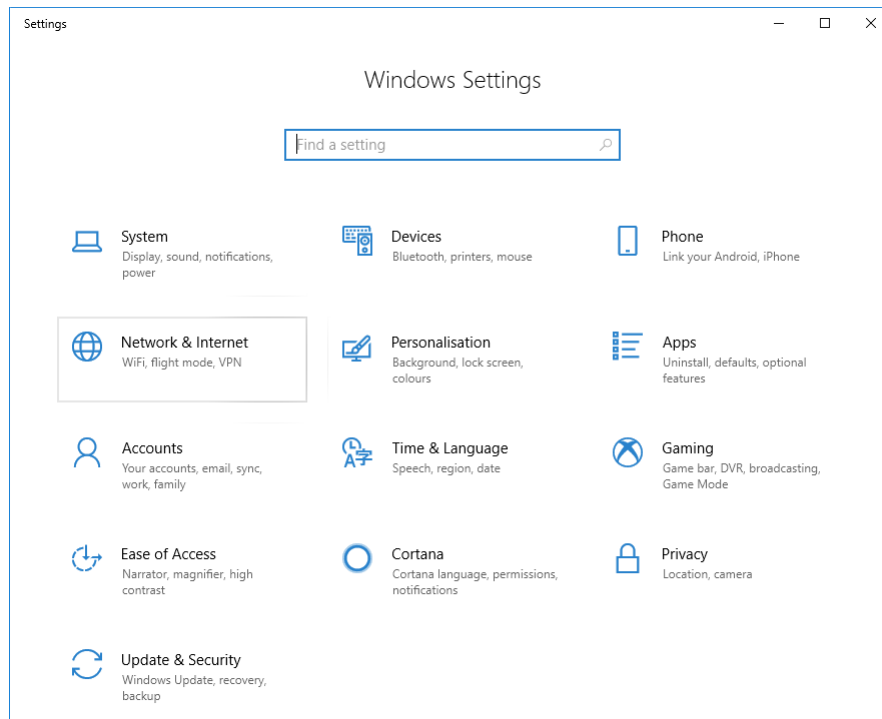 Settings
Windows Settings
Find a setting
System
Display, sound, notifications,
power
Devices
Bluetooth, printers, mouse
Phone
Link your Android, iPhone
Network & Internet
WiFi, flight mode, VPN
Personalisation
Background, lock screen,
colours
Apps
Uninstall, defaults, optional
features
Accounts
Your accounts, email, sync,
work, family
Time & Language
Speech, region, date
Gaming
Game bar, DVR, broadcasting,
Game Mode
Ease of Access
Narrator, magnifier, high
contrast
Cortana
Cortana language, permissions,
notifications
Privacy
Location, camera
Update & Security
Windows Update, recovery,
backup